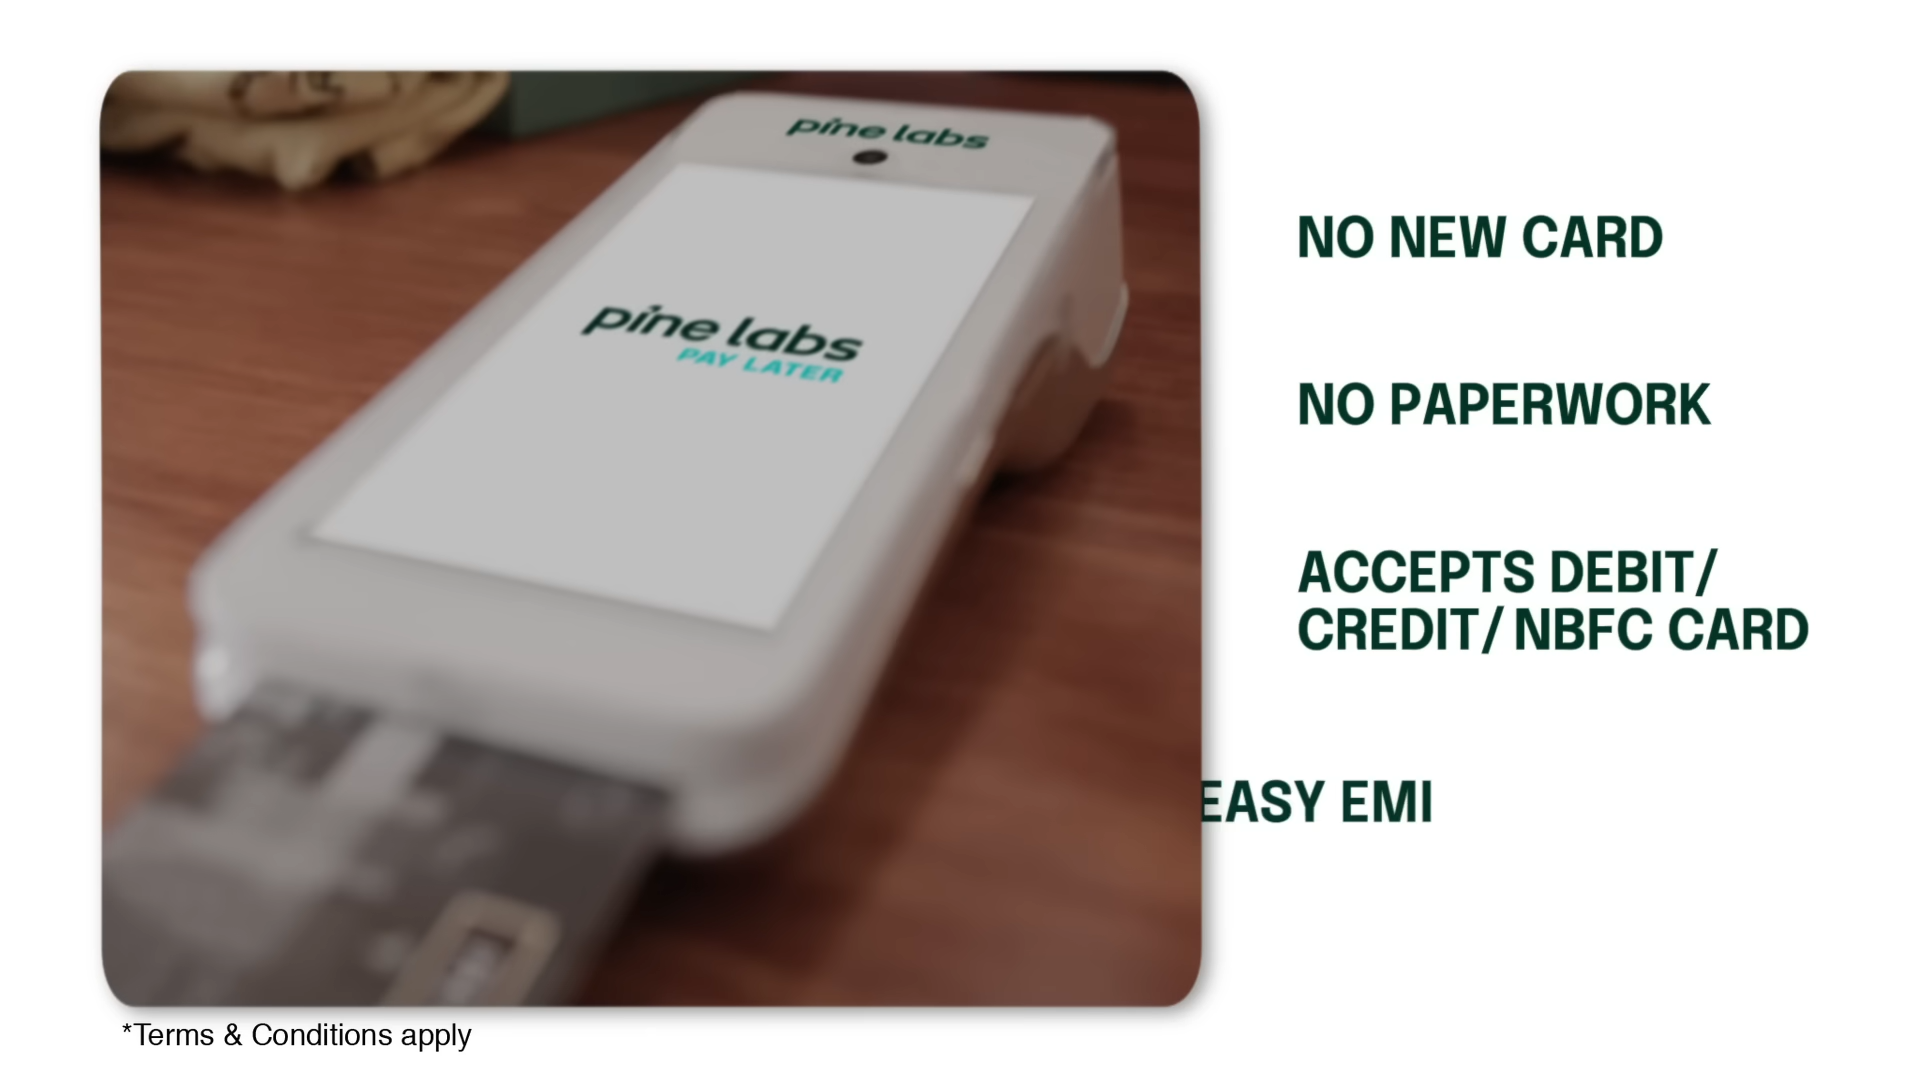 pine labs
pine labs
PAY LATER
NO NEW CARD
NO PAPERWORK
ACCEPTS DEBIT/
CREDIT/ NBFC CARD
EASY EMI
*Terms & Conditions apply